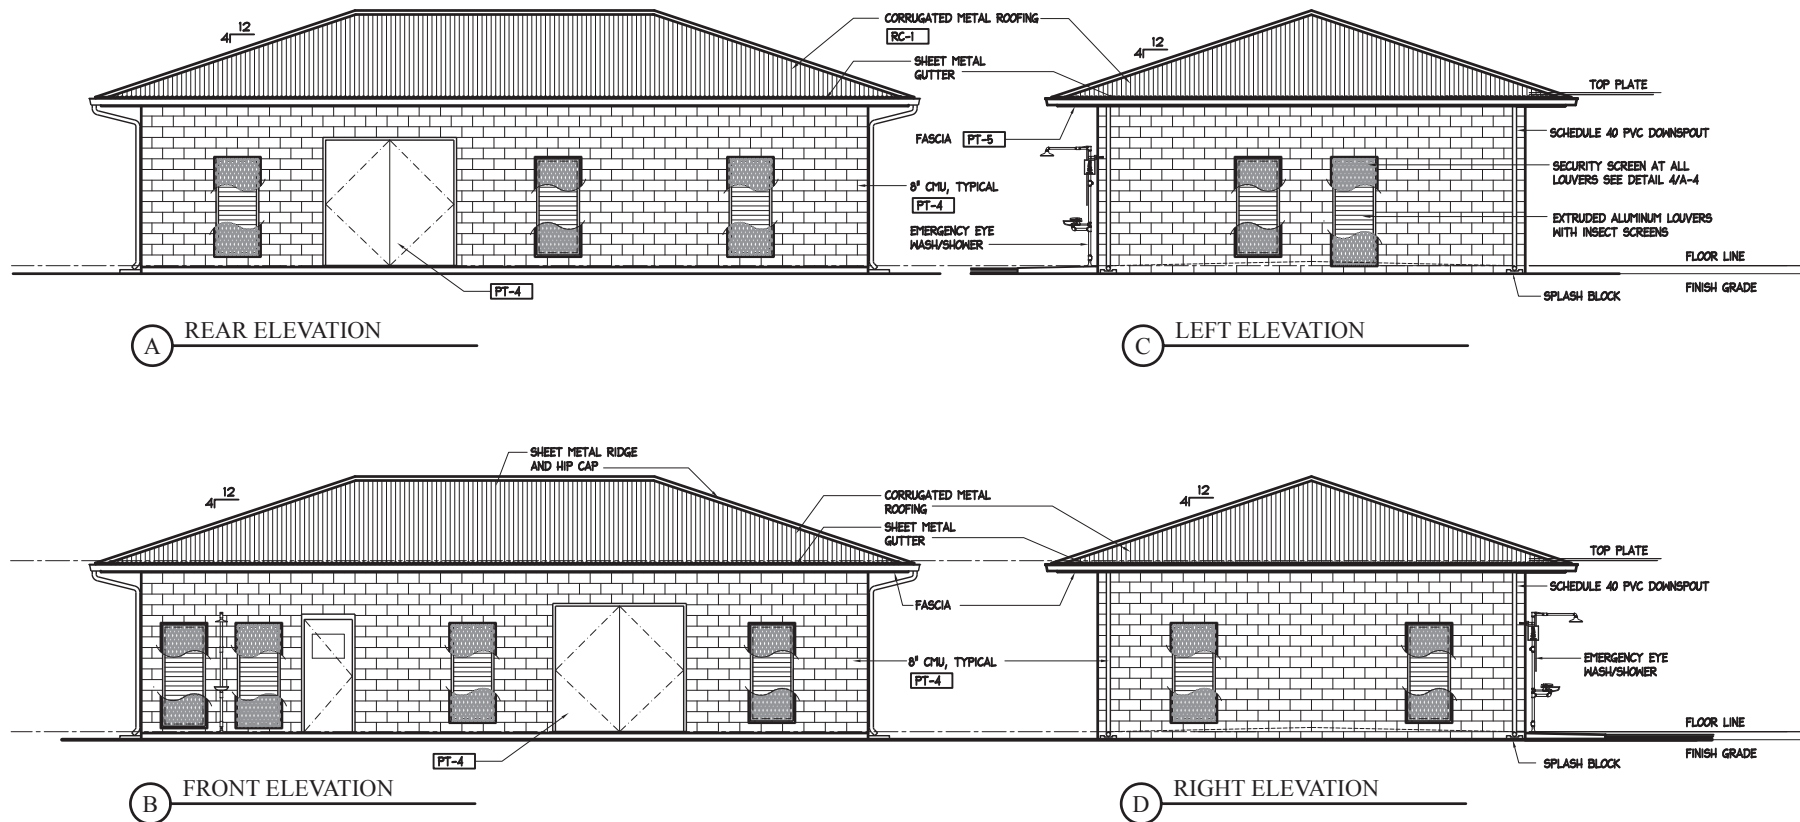 12
4
CORRUGATED METAL ROOFING
RC-1
SHEET METAL
GUTTER
FASCIA PT-5
8" CMU, TYPICAL
PT-4
EMERGENCY EYE
WASH/SHOWER
PT-4
A REAR ELEVATION
12
4
TOP PLATE
SCHEDULE 40 PVC DOWNSPOUT
SECURITY SCREEN AT ALL
LOUVERS SEE DETAIL 4/A-4
EXTRUDED ALUMINUM LOUVERS
WITH INSECT SCREENS
FLOOR LINE
FINISH GRADE
SPLASH BLOCK
C LEFT ELEVATION
SHEET METAL RIDGE
AND HIP CAP
12
4
CORRUGATED METAL
ROOFING
SHEET METAL
GUTTER
FASCIA
8" CMU, TYPICAL
PT-4
PT-4
B FRONT ELEVATION
12
4
TOP PLATE
SCHEDULE 40 PVC DOWNSPOUT
EMERGENCY EYE
WASH/SHOWER
FLOOR LINE
FINISH GRADE
SPLASH BLOCK
D RIGHT ELEVATION